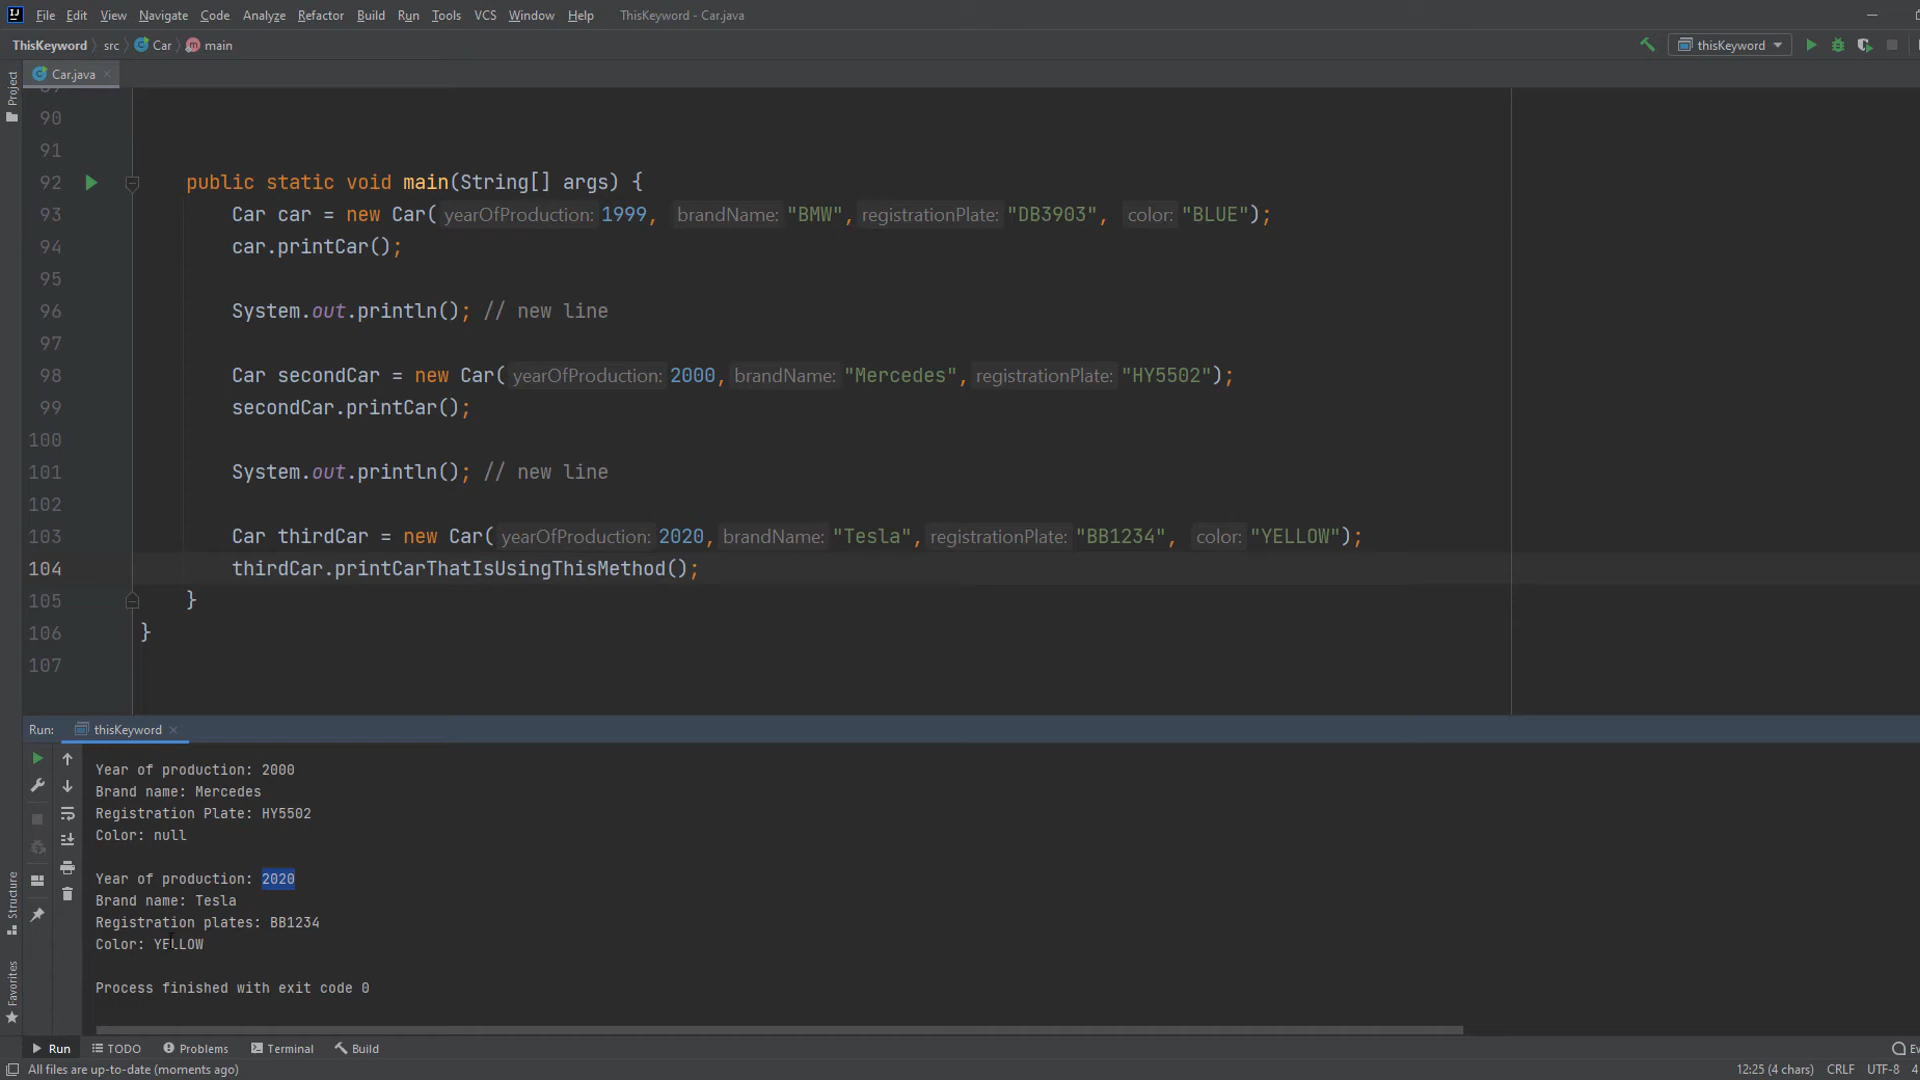 File Edit View Navigate Code Analyze Refactor Build Run Tools VCS Window Help ThisKeyword - Car.java
ThisKeyword src Car main thisKeyword
Project
Car.java
90
91
92 public static void main(String[] args) {
93 Car car = new Car( yearOfProduction: 1999, brandName: "BMW", registrationPlate: "DB3903", color: "BLUE");
94 car.printCar();
95
96 System.out.println(); // new line
97
98 Car secondCar = new Car( yearOfProduction: 2000, brandName: "Mercedes", registrationPlate: "HY5502");
99 secondCar.printCar();
100
101 System.out.println(); // new line
102
103 Car thirdCar = new Car( yearOfProduction: 2020, brandName: "Tesla", registrationPlate: "BB1234", color: "YELLOW");
104 thirdCar.printCarThatIsUsingThisMethod();
105 }
106 }
107
Run: thisKeyword
Year of production: 2000
Brand name: Mercedes
Registration Plate: HY5502
Color: null
Year of production: 2020
Brand name: Tesla
Registration plates: BB1234
Color: YELLOW
Process finished with exit code 0
Structure
Favorites
Run TODO Problems Terminal Build
All files are up-to-date (moments ago) 12:25 (4 chars) CRLF UTF-8 4